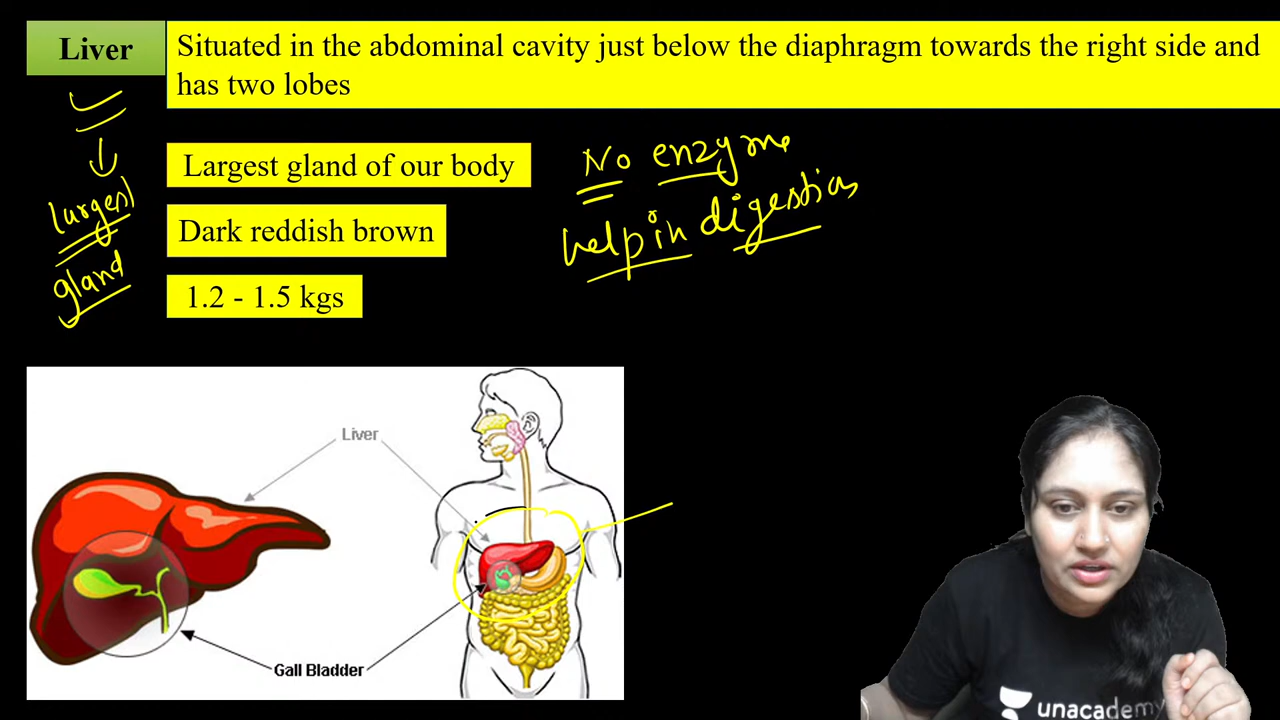 Liver
Situated in the abdominal cavity just below the diaphragm towards the right side and
has two lobes
Largest gland of our body
Dark reddish brown
1.2 - 1.5 kgs
largest
gland
No enzyme
help in digestion
Liver
Gall Bladder
unacademy